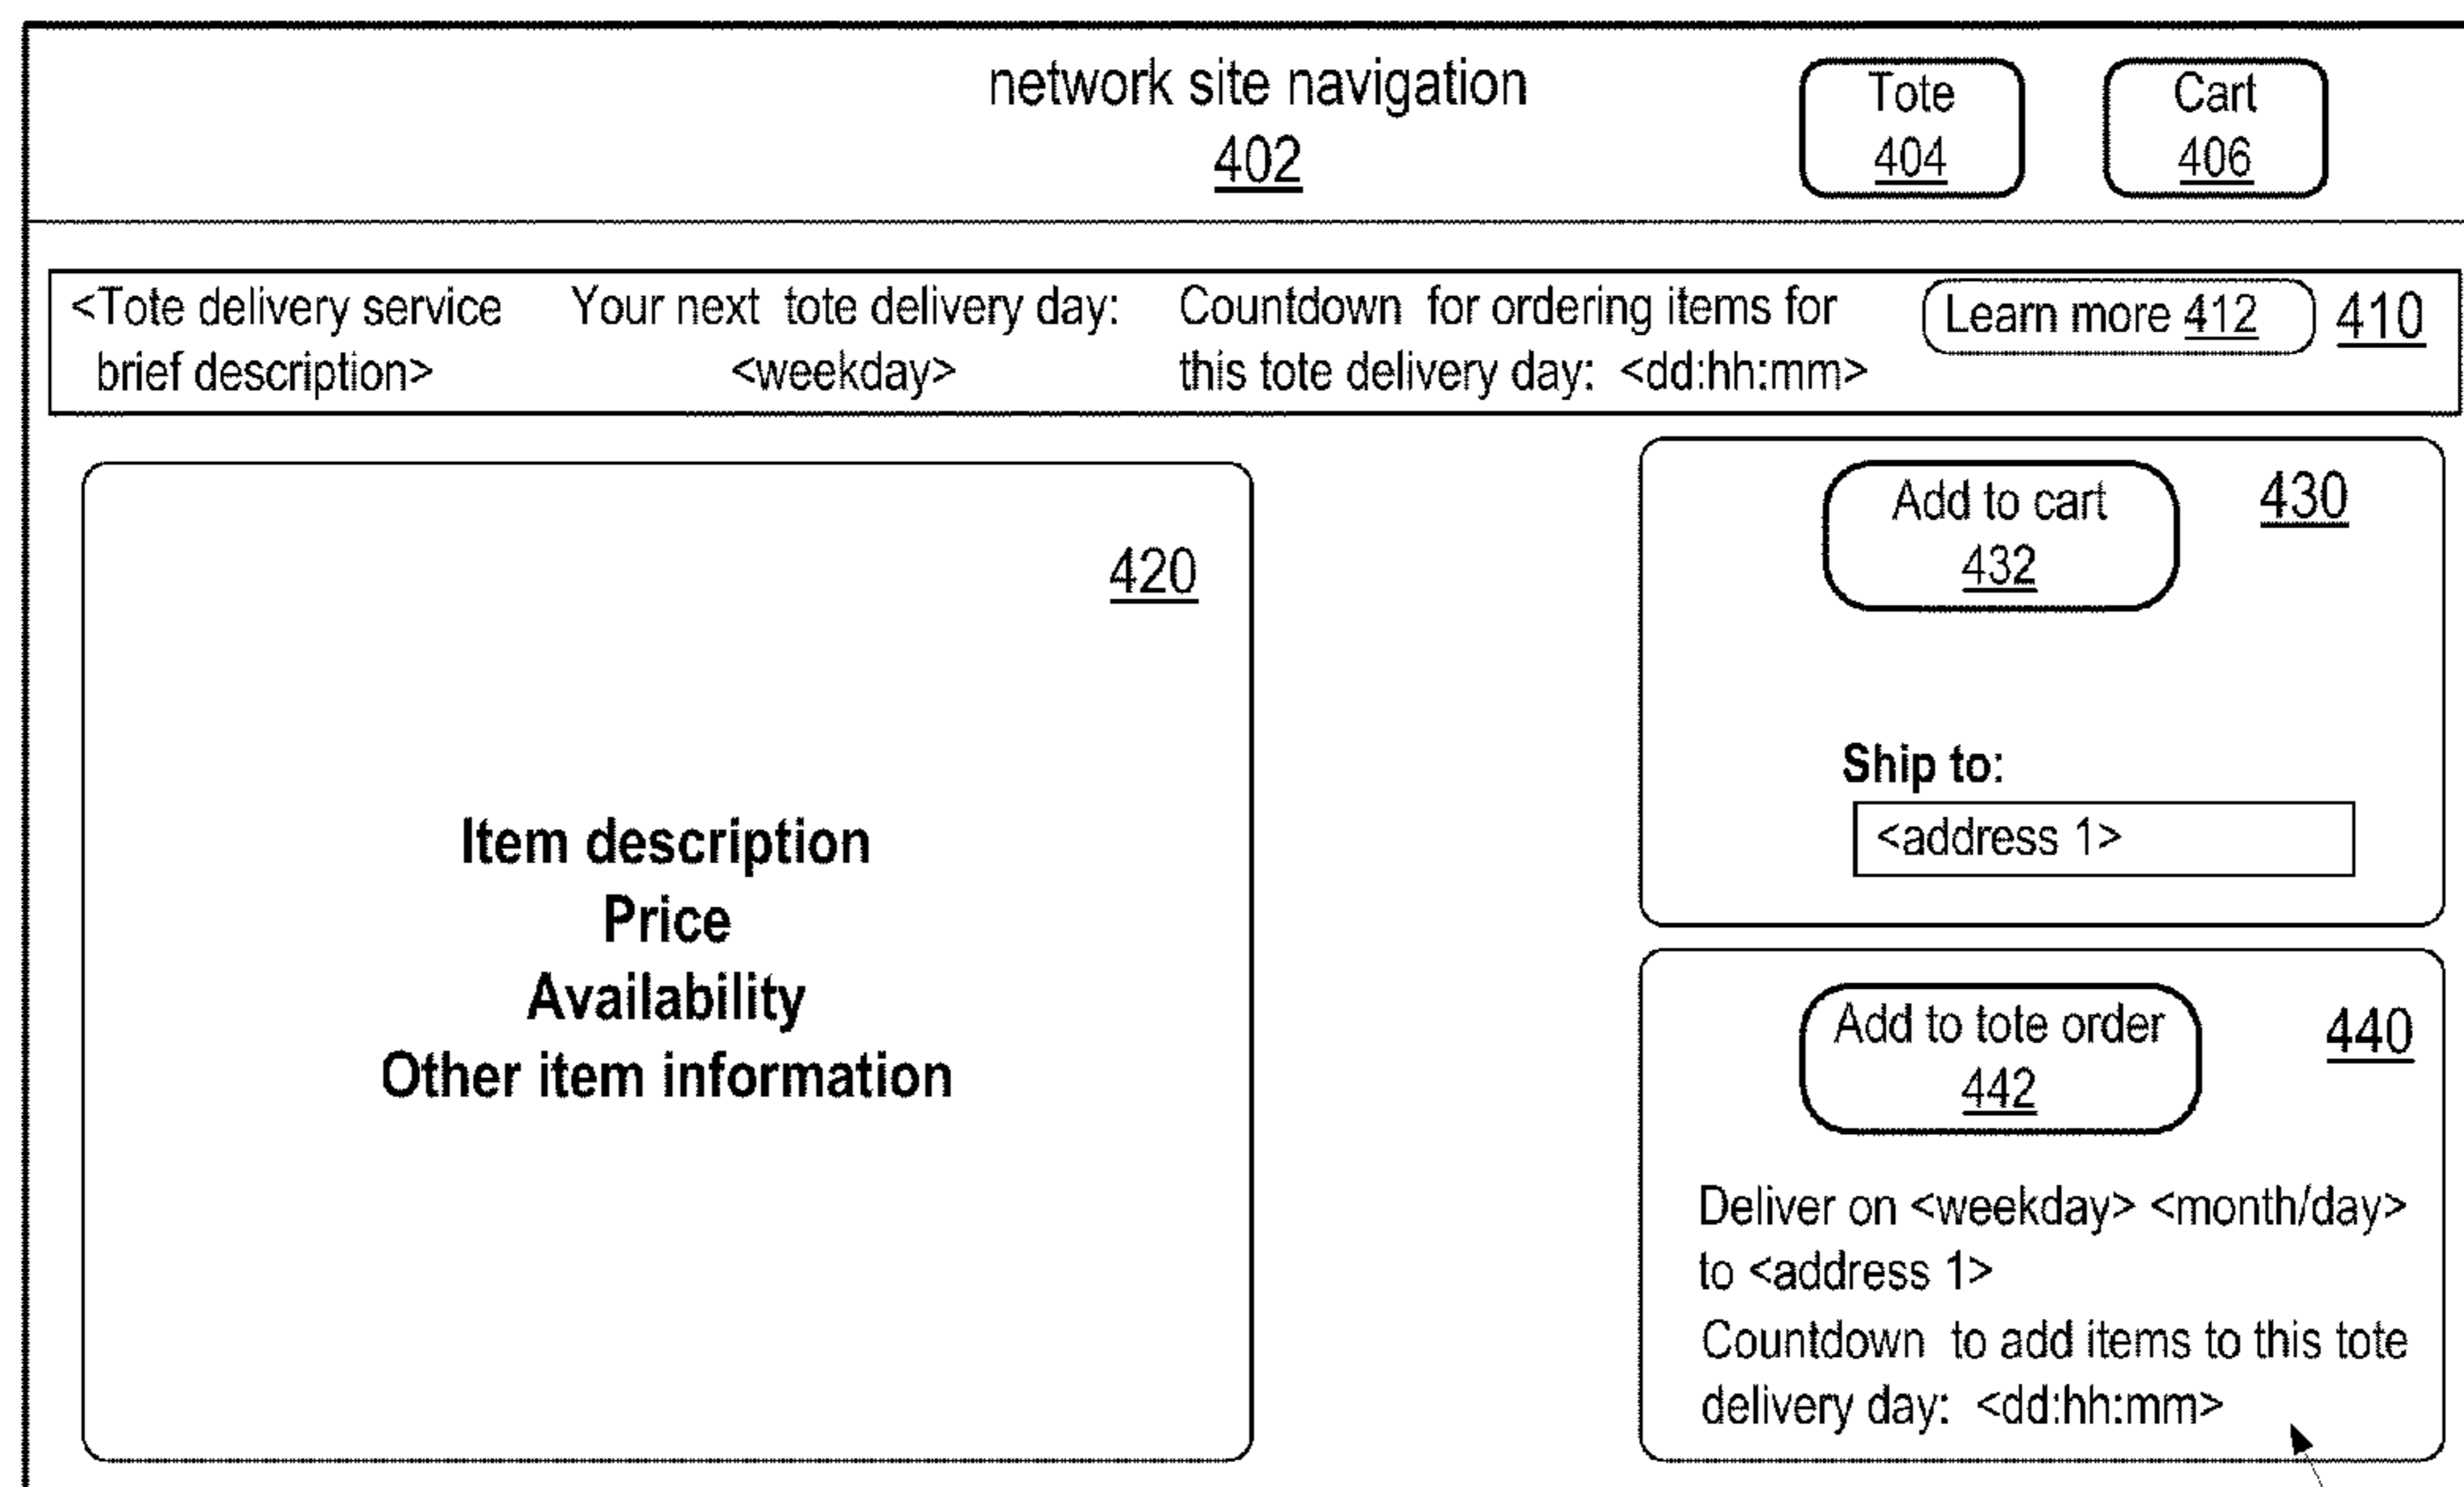 network site navigation
402
Tote
404
Cart
406
<Tote delivery service
brief description>
Your next tote delivery day:
<weekday>
Countdown for ordering items for
this tote delivery day: <dd:hh:mm>
Learn more 412
410
420
Item description
Price
Availability
Other item information
Add to cart
432
430
Ship to:
<address 1>
Add to tote order
442
440
Deliver on <weekday> <month/day>
to <address 1>
Countdown to add items to this tote
delivery day: <dd:hh:mm>